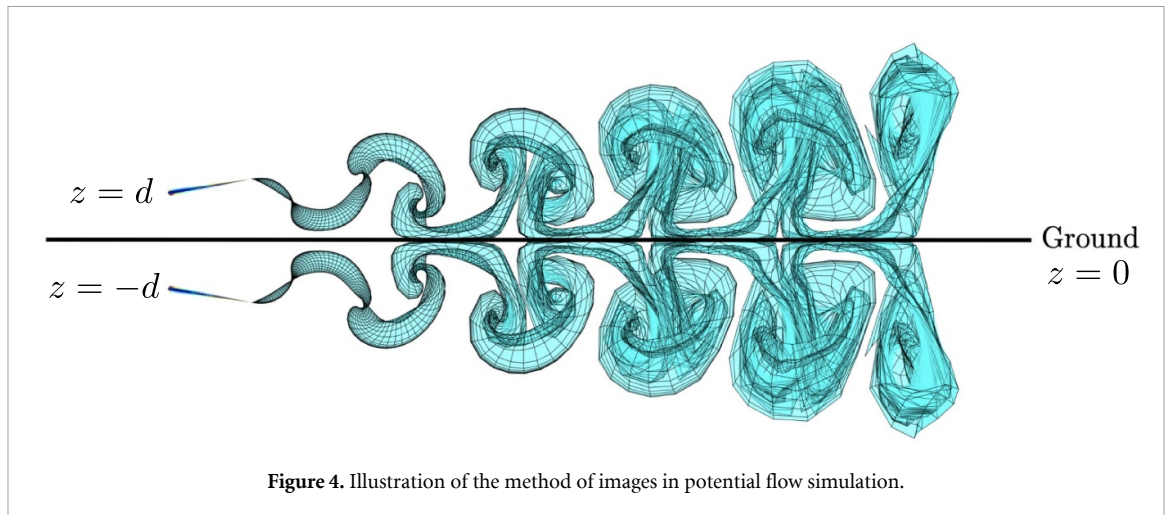 z = d
Ground
z = −d
z = 0
Figure 4. Illustration of the method of images in potential flow simulation.